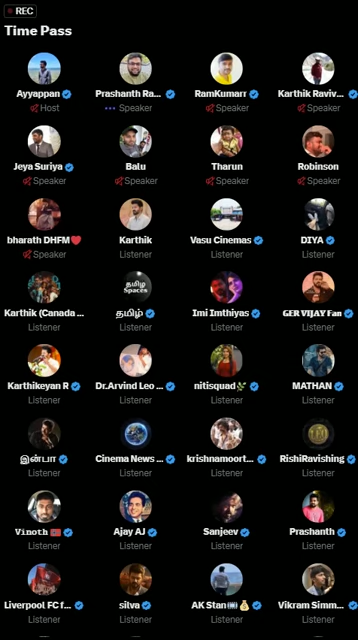 REC
Time Pass
Ayyappan Prashanth Ra... RamKumarr Karthik Raviv...
Host Speaker Speaker Speaker
Jeya Suriya Balu Tharun Robinson
Speaker Speaker Speaker Speaker
bharath DHFM❤️ Karthik Vasu Cinemas DIYA
Speaker Listener Listener Listener
தமிழ்
Spaces
Karthik (Canada ... தமிழ் Imi Imthiyas GER VIJAY Fan
Listener Listener Listener Listener
Karthikeyan R Dr.Arvind Leo ... nitisquad🌿 MATHAN
Listener Listener Listener Listener
இன்பா Cinema News ... krishnamoort... RishiRavishing
Listener Listener Listener Listener
Vinoth Ajay AJ Sanjeev Prashanth
Listener Listener Listener Listener
Liverpool FC f... silva AK Stan💵💰 Vikram Simm...
Listener Listener Listener Listener